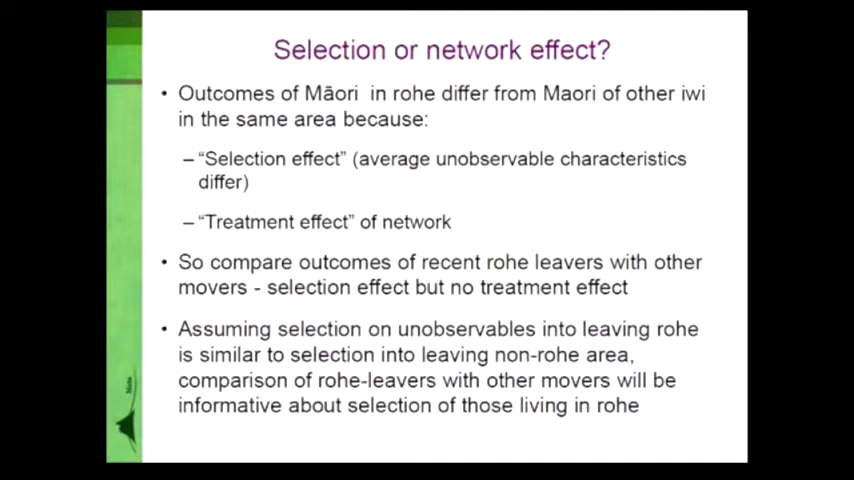 Selection or network effect?
• Outcomes of Māori in rohe differ from Maori of other iwi
in the same area because:
– “Selection effect” (average unobservable characteristics
differ)
– “Treatment effect” of network
• So compare outcomes of recent rohe leavers with other
movers - selection effect but no treatment effect
• Assuming selection on unobservables into leaving rohe
is similar to selection into leaving non-rohe area,
comparison of rohe-leavers with other movers will be
informative about selection of those living in rohe
Motu